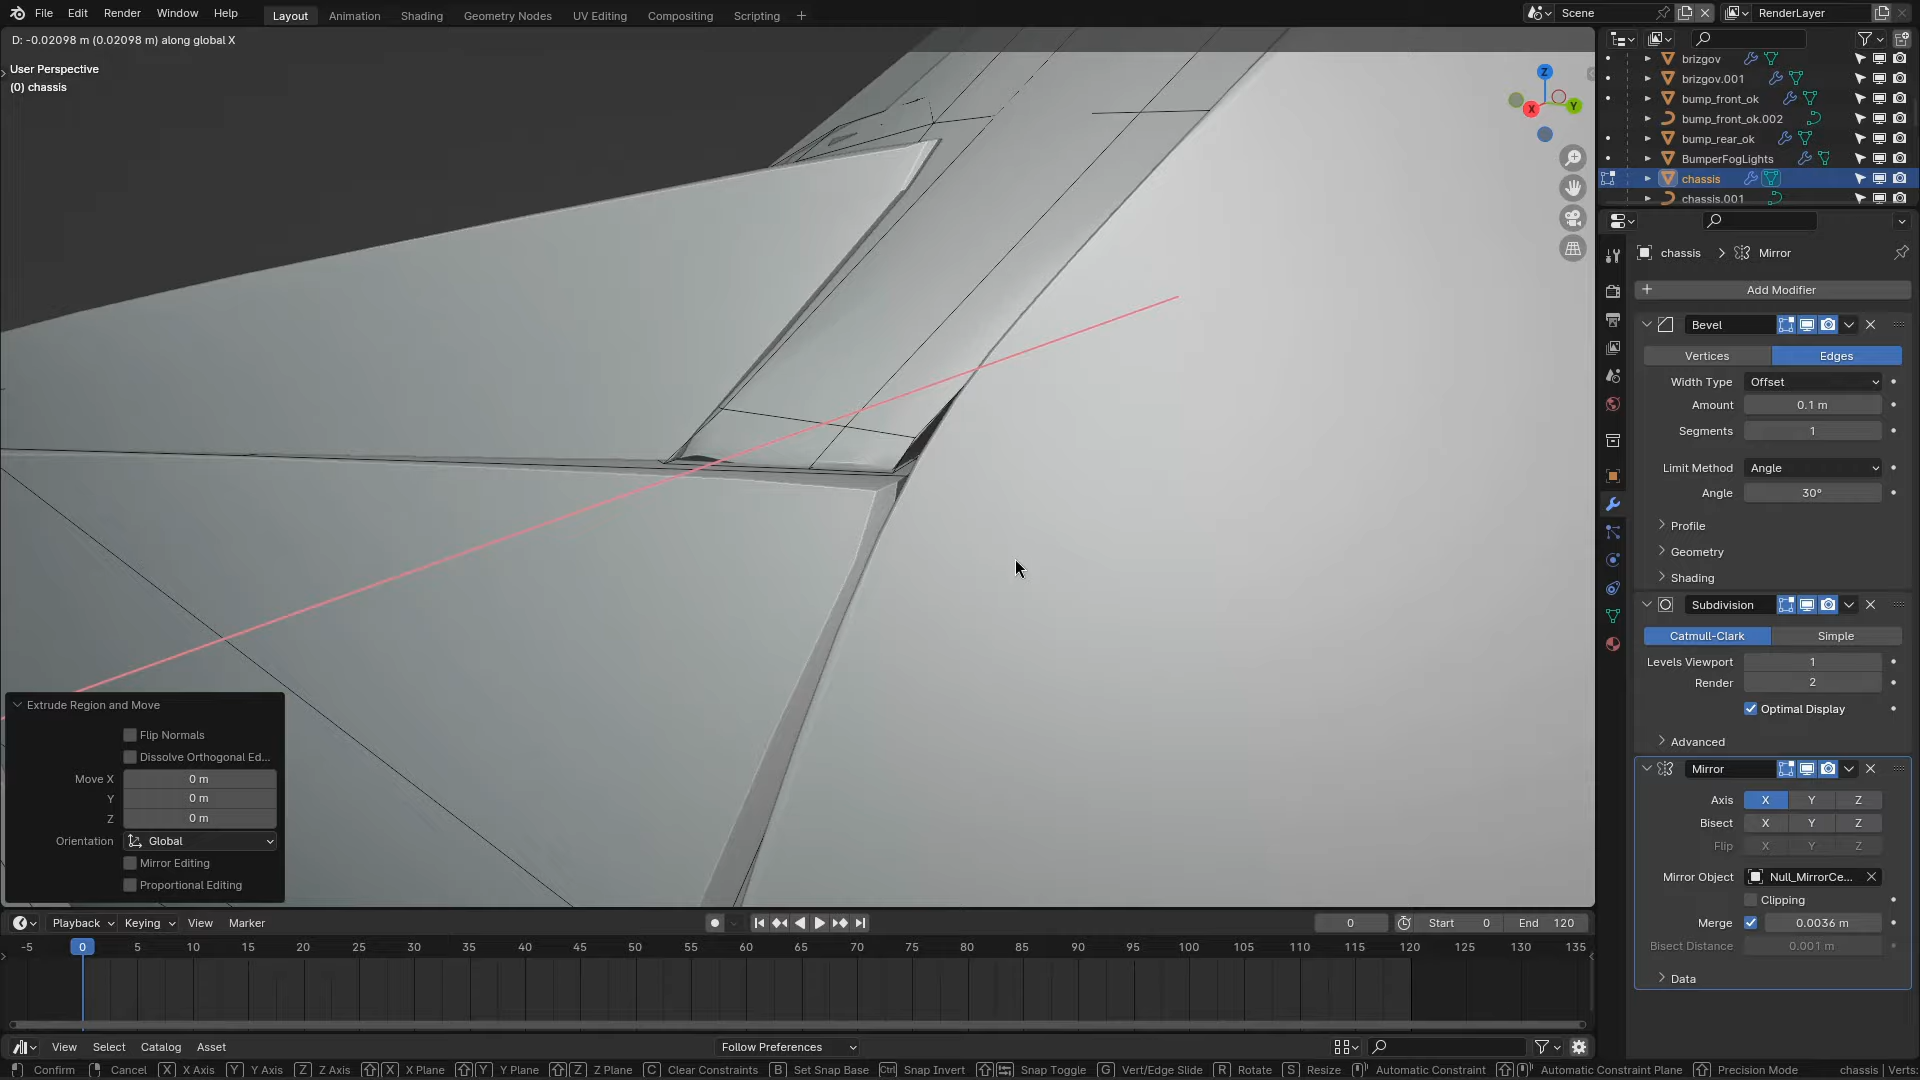 File Edit Render Window Help Layout Animation Shading Geometry Nodes UV Editing Compositing Scripting + Scene RenderLayer
D: -0.02098 m (0.02098 m) along global X
User Perspective
(0) chassis
Z
X
Y
brizgov
brizgov.001
bump_front_ok
bump_front_ok.002
bump_rear_ok
BumperFogLights
chassis
chassis.001
chassis > Mirror
+ Add Modifier
Bevel
Vertices Edges
Width Type Offset
Amount 0.1 m
Segments 1
Limit Method Angle
Angle 30°
Profile
Geometry
Shading
Subdivision
Catmull-Clark Simple
Levels Viewport 1
Render 2
Optimal Display
Advanced
Mirror
Axis X Y Z
Bisect X Y Z
Flip X Y Z
Mirror Object Null_MirrorCe...
Clipping
Merge 0.0036 m
Bisect Distance 0.001 m
Data
Extrude Region and Move
Flip Normals
Dissolve Orthogonal Ed...
Move X 0 m
Y 0 m
Z 0 m
Orientation Global
Mirror Editing
Proportional Editing
Playback Keying View Marker 0 Start 0 End 120
-5 0 5 10 15 20 25 30 35 40 45 50 55 60 65 70 75 80 85 90 95 100 105 110 115 120 125 130 135
View Select Catalog Asset Follow Preferences
Confirm Cancel X X Axis Y Y Axis Z Z Axis X X Plane Y Y Plane Z Z Plane C Clear Constraints B Set Snap Base Ctrl Snap Invert Snap Toggle G Vert/Edge Slide R Rotate S Resize Automatic Constraint Automatic Constraint Plane Precision Mode chassis | Verts: